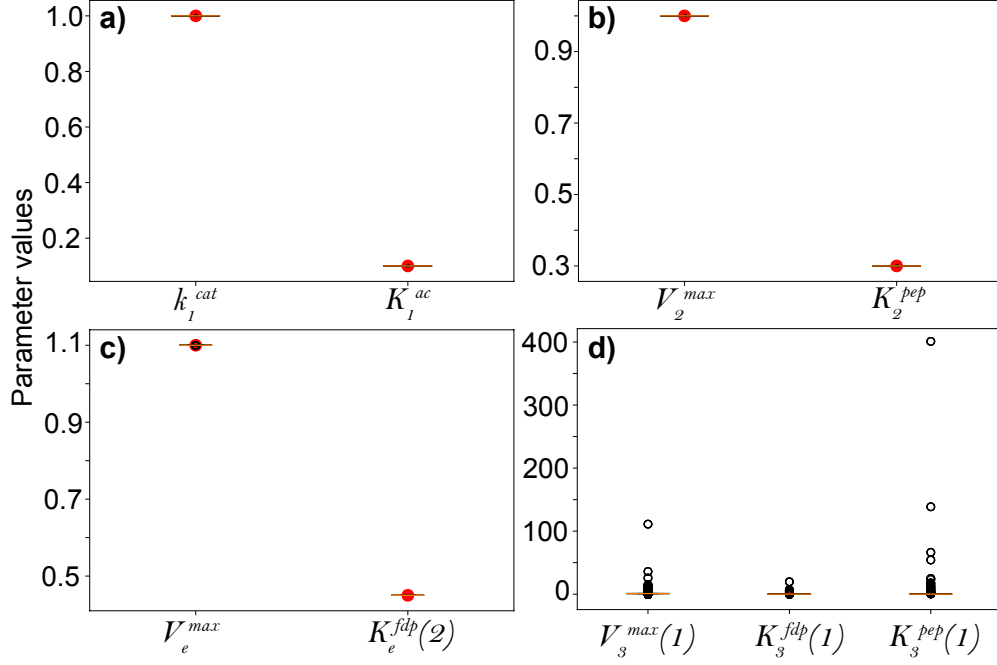 Parameter values
a)
1.0
0.8
0.6
0.4
0.2
k_1^cat K_1^ac
b)
0.9
0.7
0.5
0.3
V_2^max K_2^pep
c)
1.1
0.9
0.7
0.5
V_e^max K_e^fdp(2)
d)
400
300
200
100
0
V_3^max(1) K_3^fdp(1) K_3^pep(1)